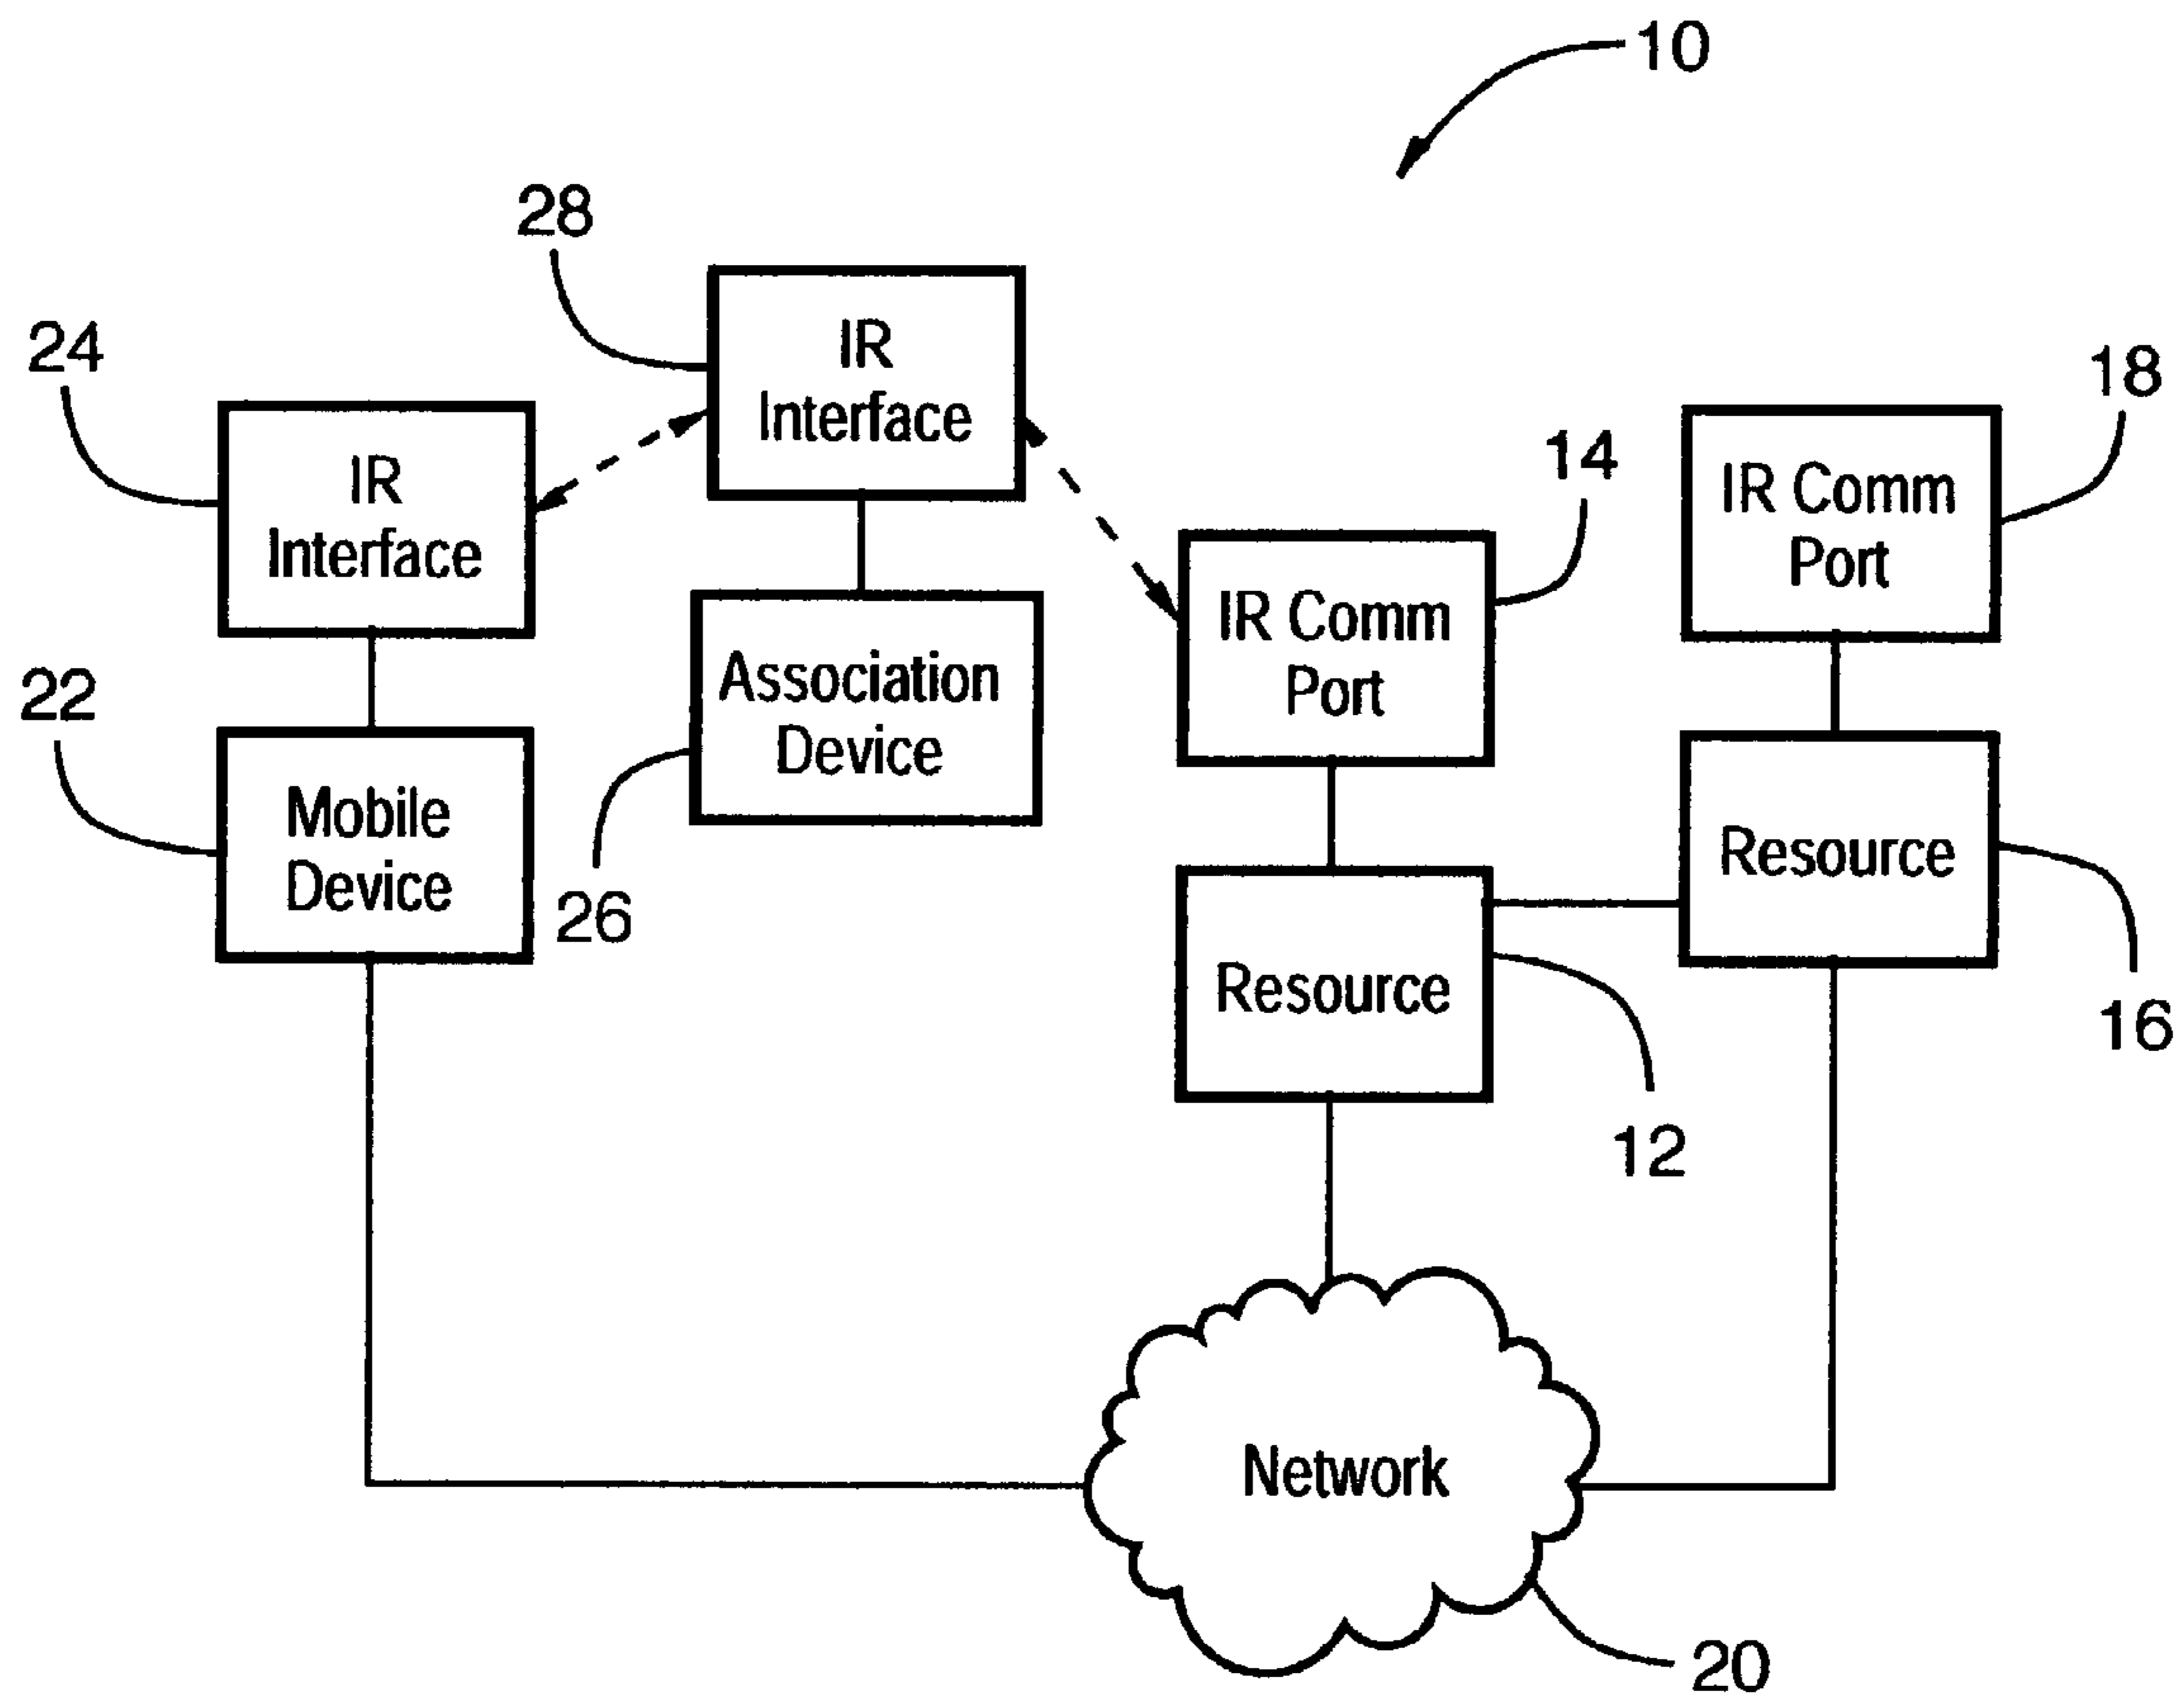 10
28
IR
Interface
24
IR
Interface
18
IR Comm
Port
14
IR Comm
Port
Association
Device
22
Mobile
Device
26
Resource
Resource
16
12
Network
20